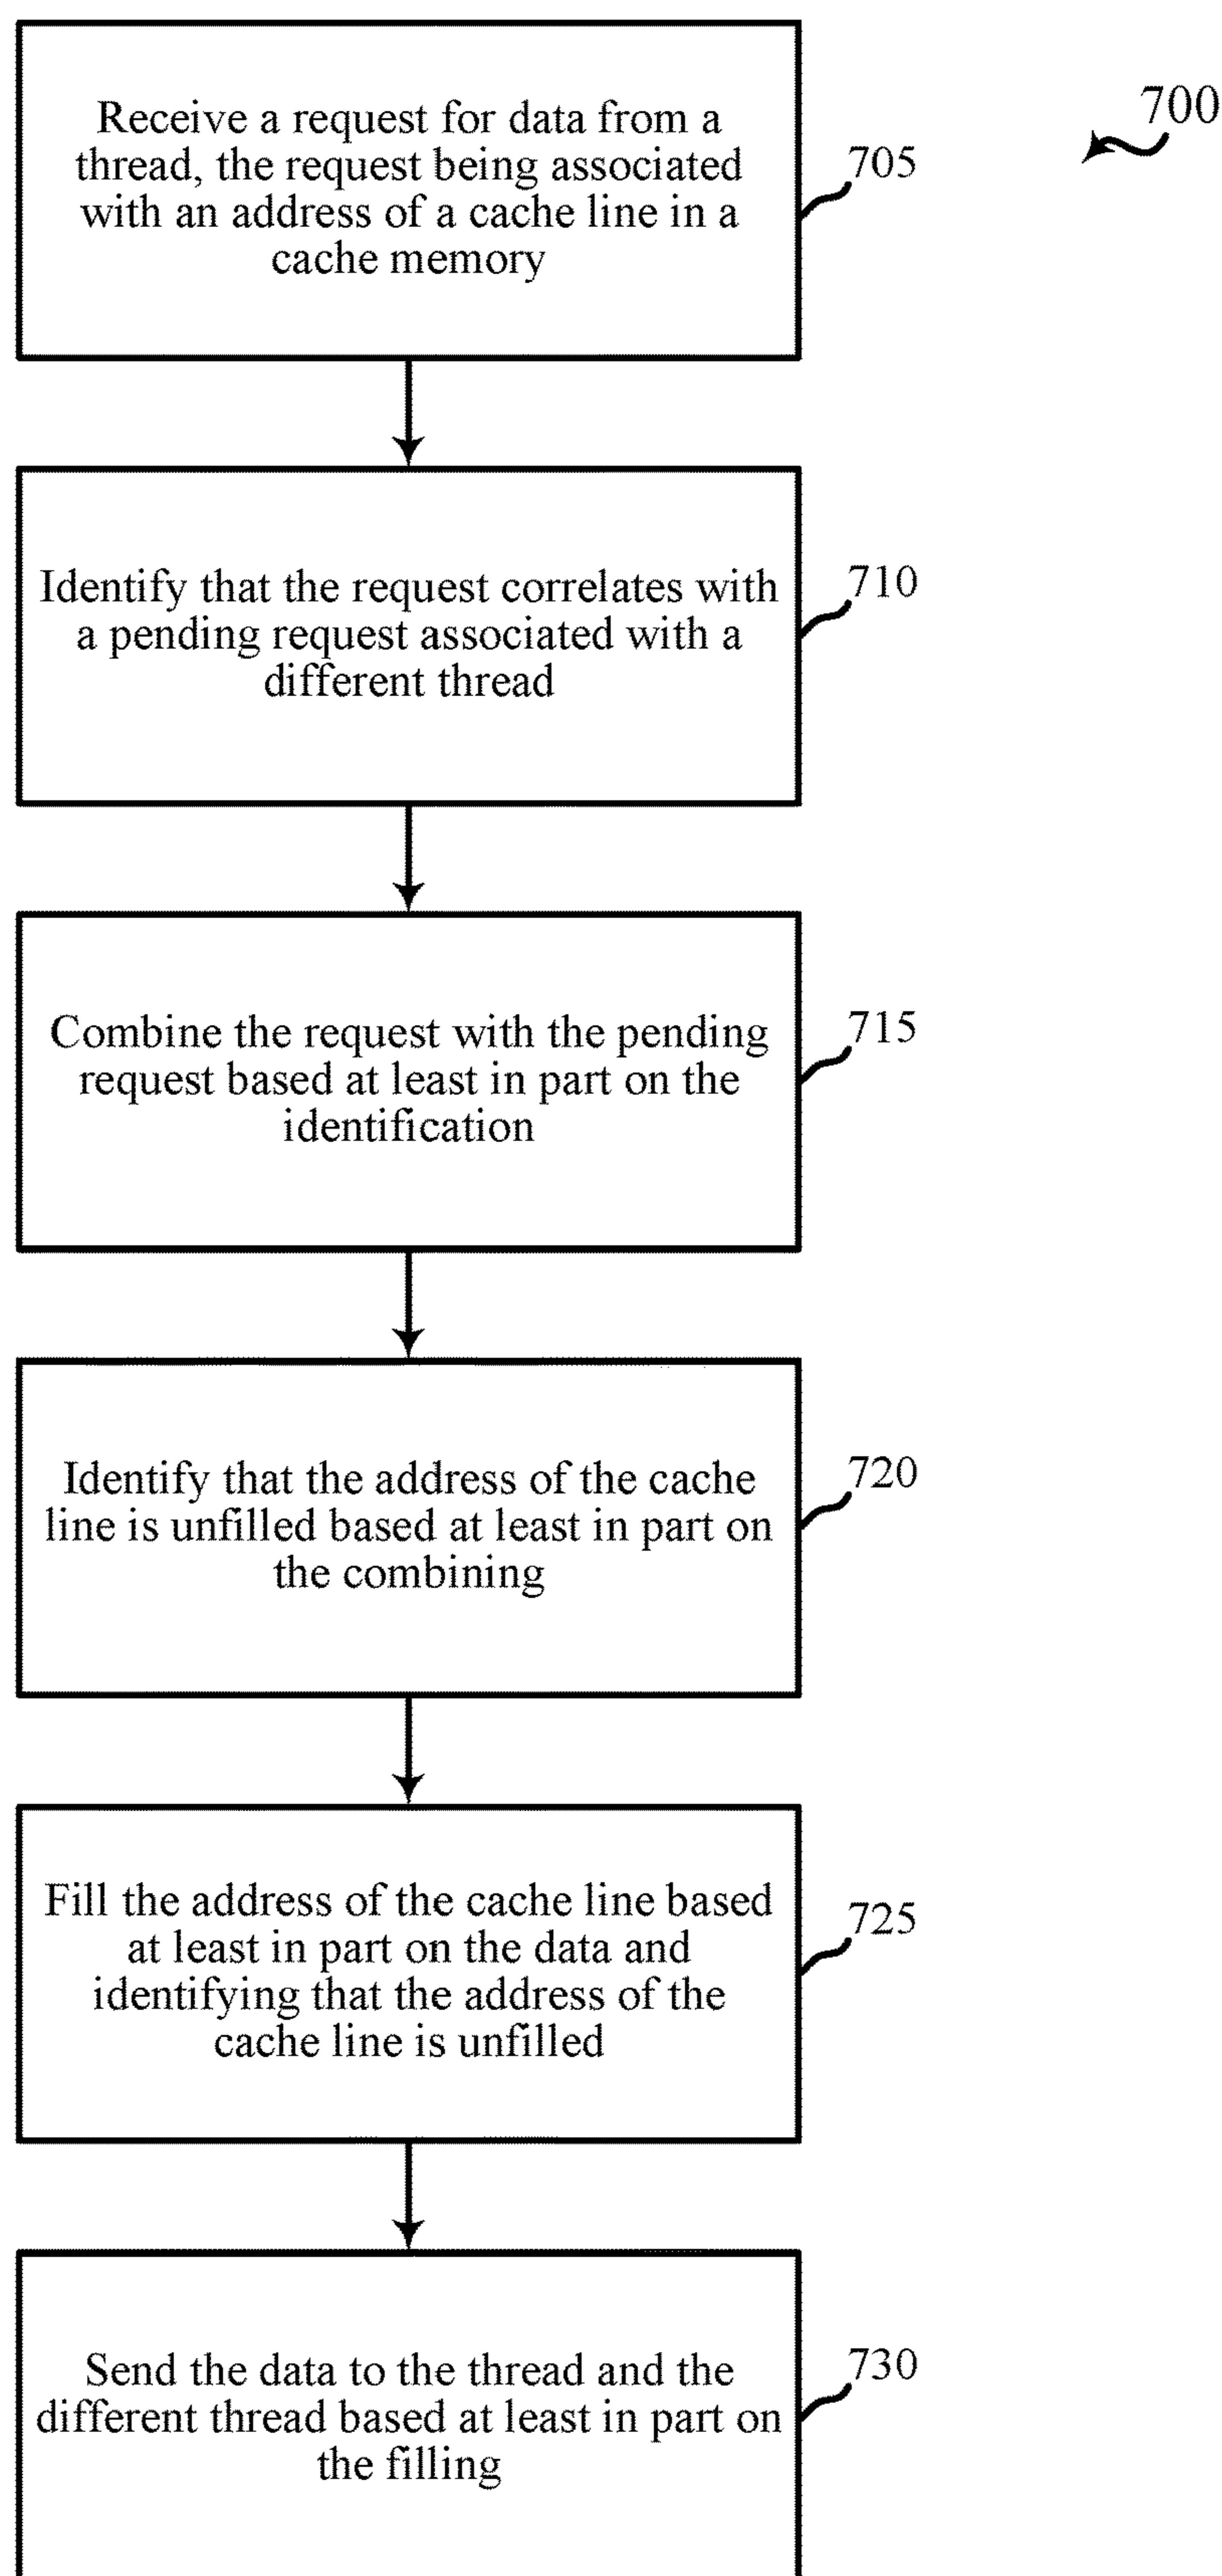 700
Receive a request for data from a
thread, the request being associated
with an address of a cache line in a
cache memory
705
Identify that the request correlates with
a pending request associated with a
different thread
710
Combine the request with the pending
request based at least in part on the
identification
715
Identify that the address of the cache
line is unfilled based at least in part on
the combining
720
Fill the address of the cache line based
at least in part on the data and
identifying that the address of the
cache line is unfilled
725
Send the data to the thread and the
different thread based at least in part on
the filling
730